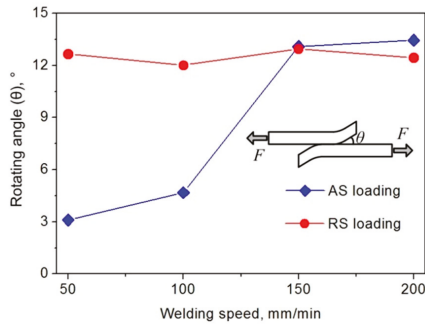 15
12
9
6
3
0
Rotating angle (θ), °
F
θ
F
AS loading
RS loading
50
100
150
200
Welding speed, mm/min